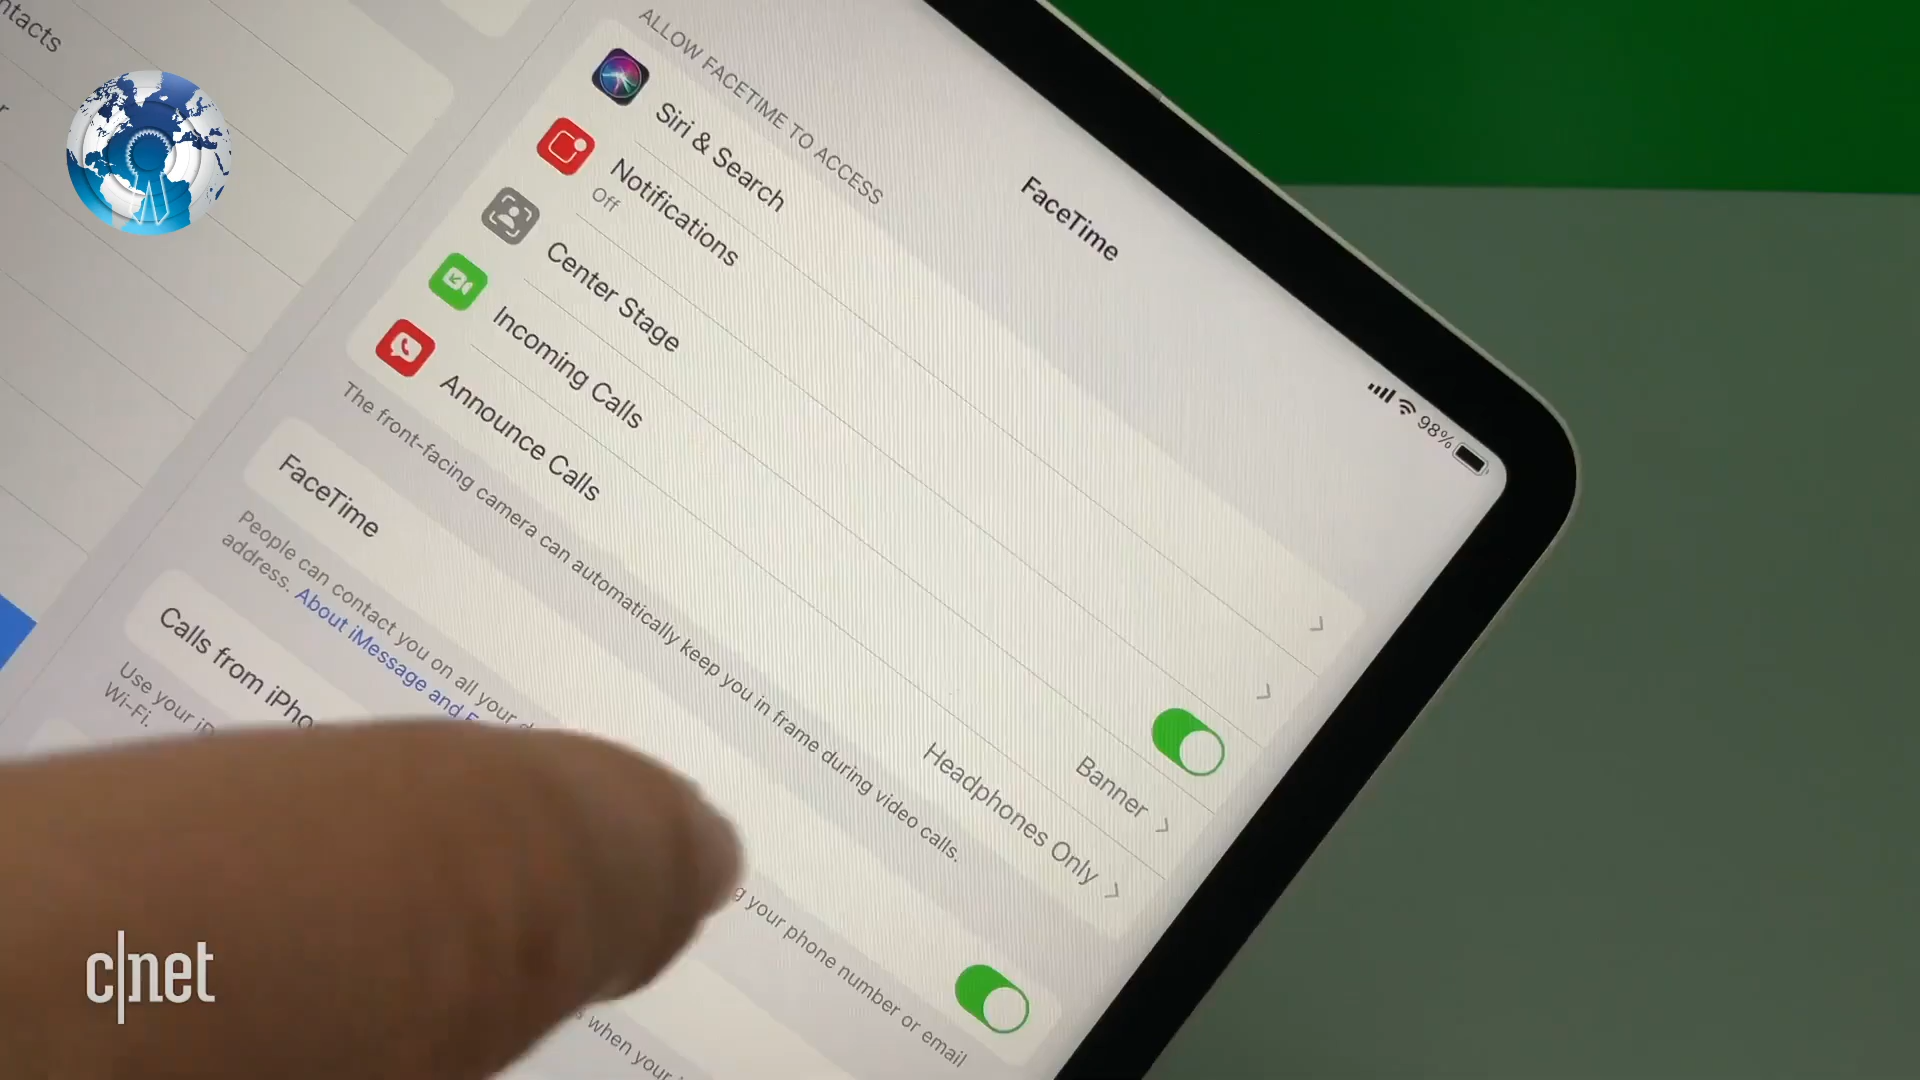 ntacts
98%
FaceTime
ALLOW FACETIME TO ACCESS
Siri & Search
Notifications
Off
Center Stage
Incoming Calls
Banner
Announce Calls
Headphones Only
The front-facing camera can automatically keep you in frame during video calls.
FaceTime
People can contact you on all your g your phone number or email
address. About iMessage and
Calls from iPho
Use your s when your
Wi-Fi.
c|net